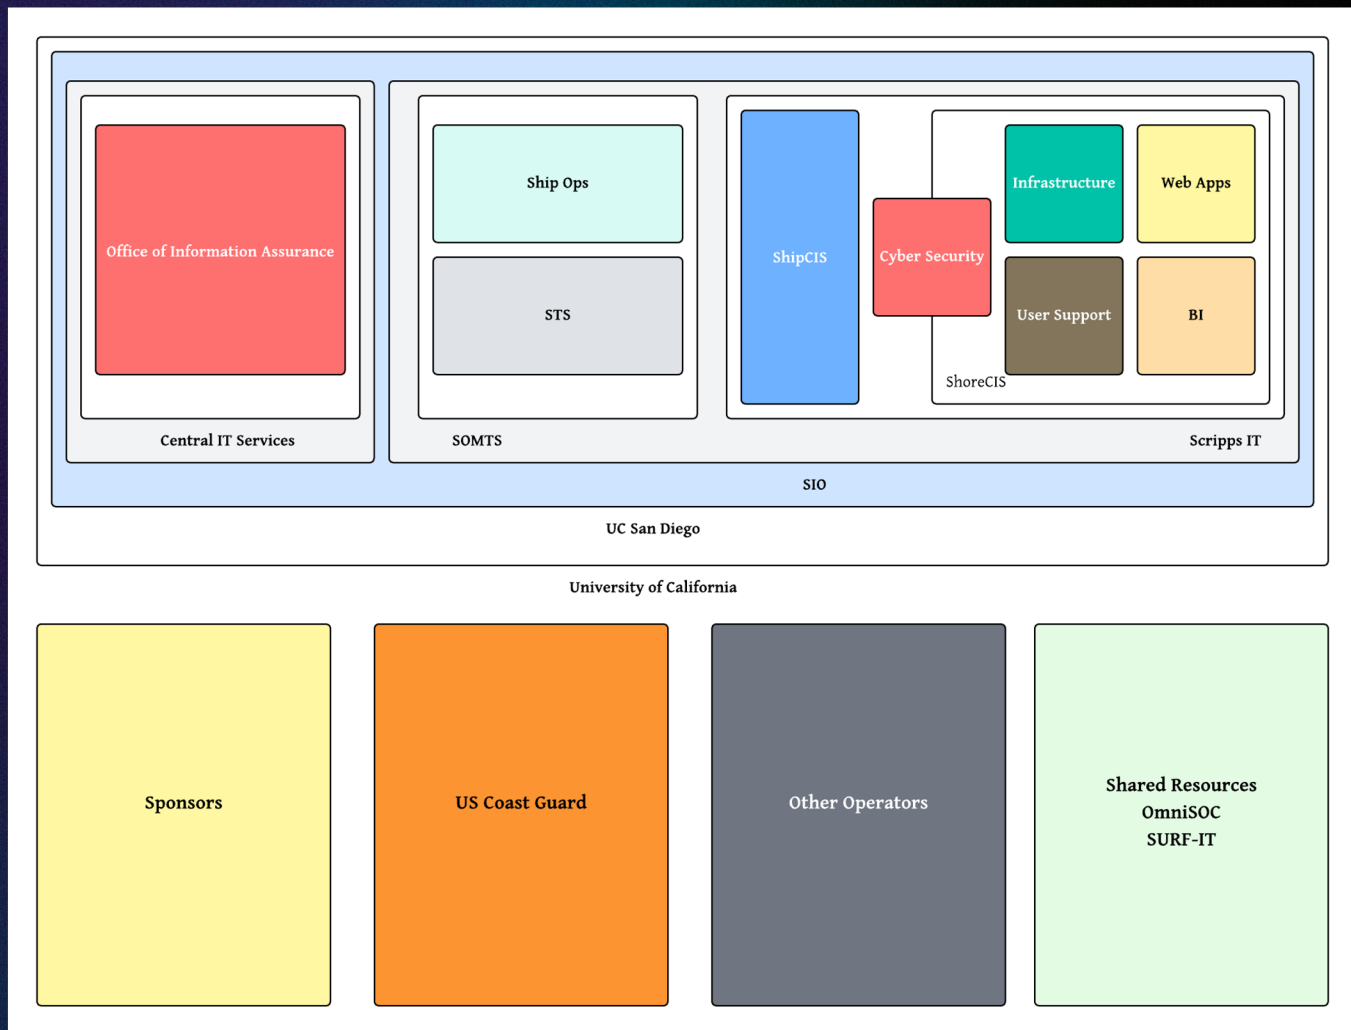 Office of Information Assurance
Central IT Services
Ship Ops
STS
SOMTS
ShipCIS
Cyber Security
Infrastructure
Web Apps
User Support
BI
ShoreCIS
Scripps IT
SIO
UC San Diego
University of California
Sponsors
US Coast Guard
Other Operators
Shared Resources
OmniSOC
SURF-IT